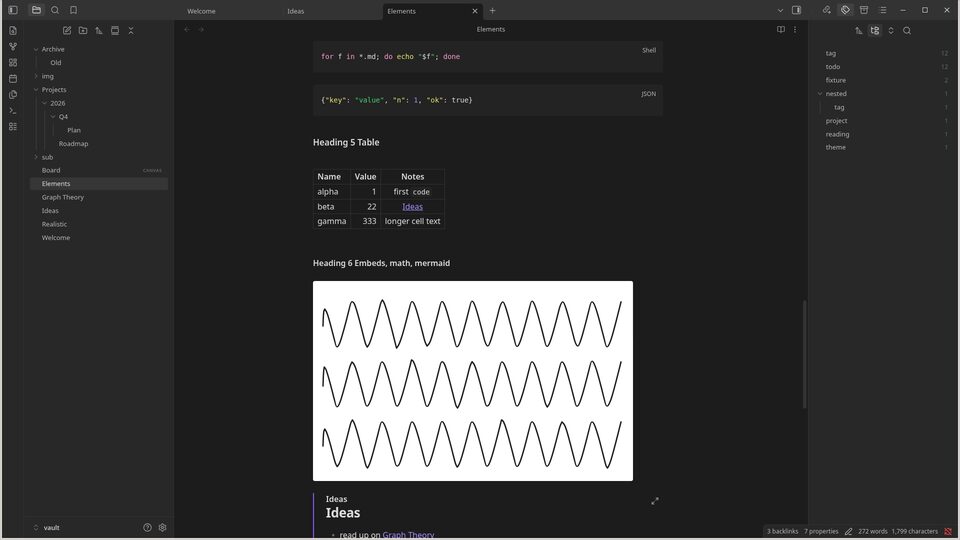 Welcome
Ideas
Elements
Archive
Old
img
Projects
2026
Q4
Plan
Roadmap
sub
Board CANVAS
Elements
Graph Theory
Ideas
Realistic
Welcome
vault
Elements
Shell
for f in *.md; do echo "$f"; done
JSON
{"key": "value", "n": 1, "ok": true}
Heading 5 Table
Name Value Notes
alpha 1 first code
beta 22 Ideas
gamma 333 longer cell text
Heading 6 Embeds, math, mermaid
Ideas
Ideas
• read up on Graph Theory
tag 12
todo 12
fixture 2
nested 1
tag 1
project 1
reading 1
theme 1
3 backlinks 7 properties 272 words 1,799 characters